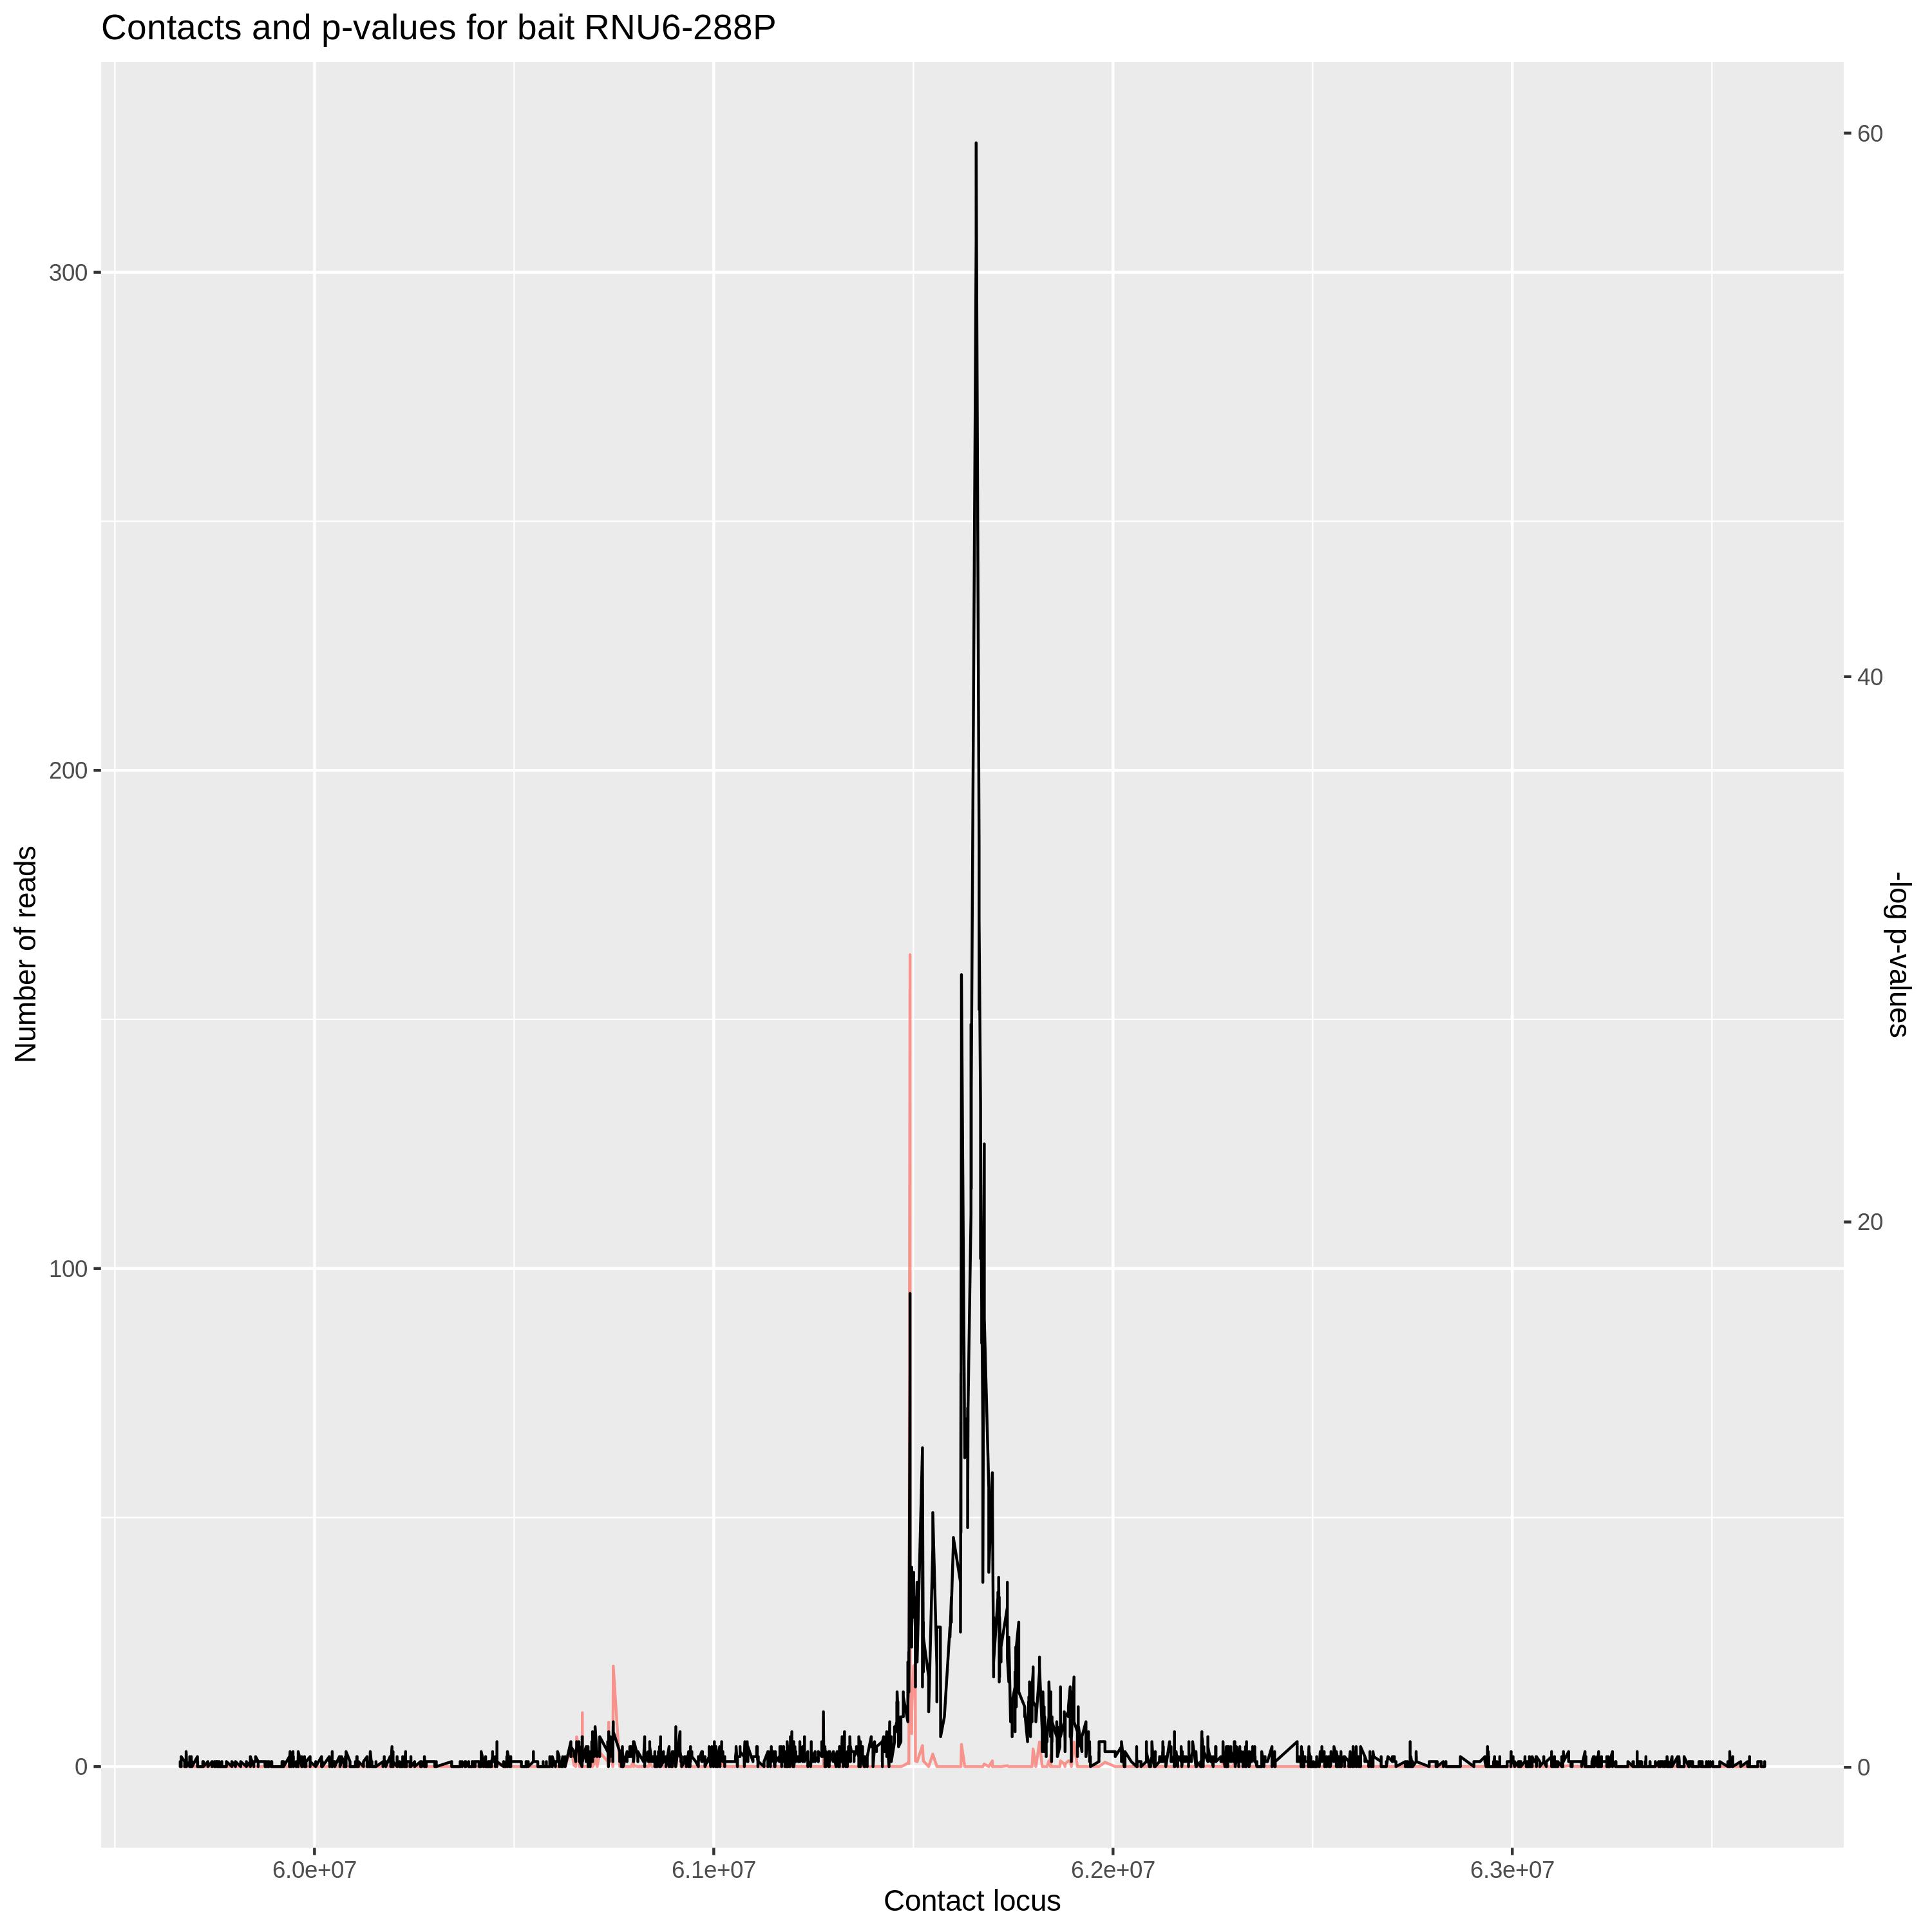 Contacts and p-values for bait RNU6-288P
60
300
40
200
Number of reads
-log p-values
20
100
0
0
6.0e+07
6.1e+07
6.2e+07
6.3e+07
Contact locus